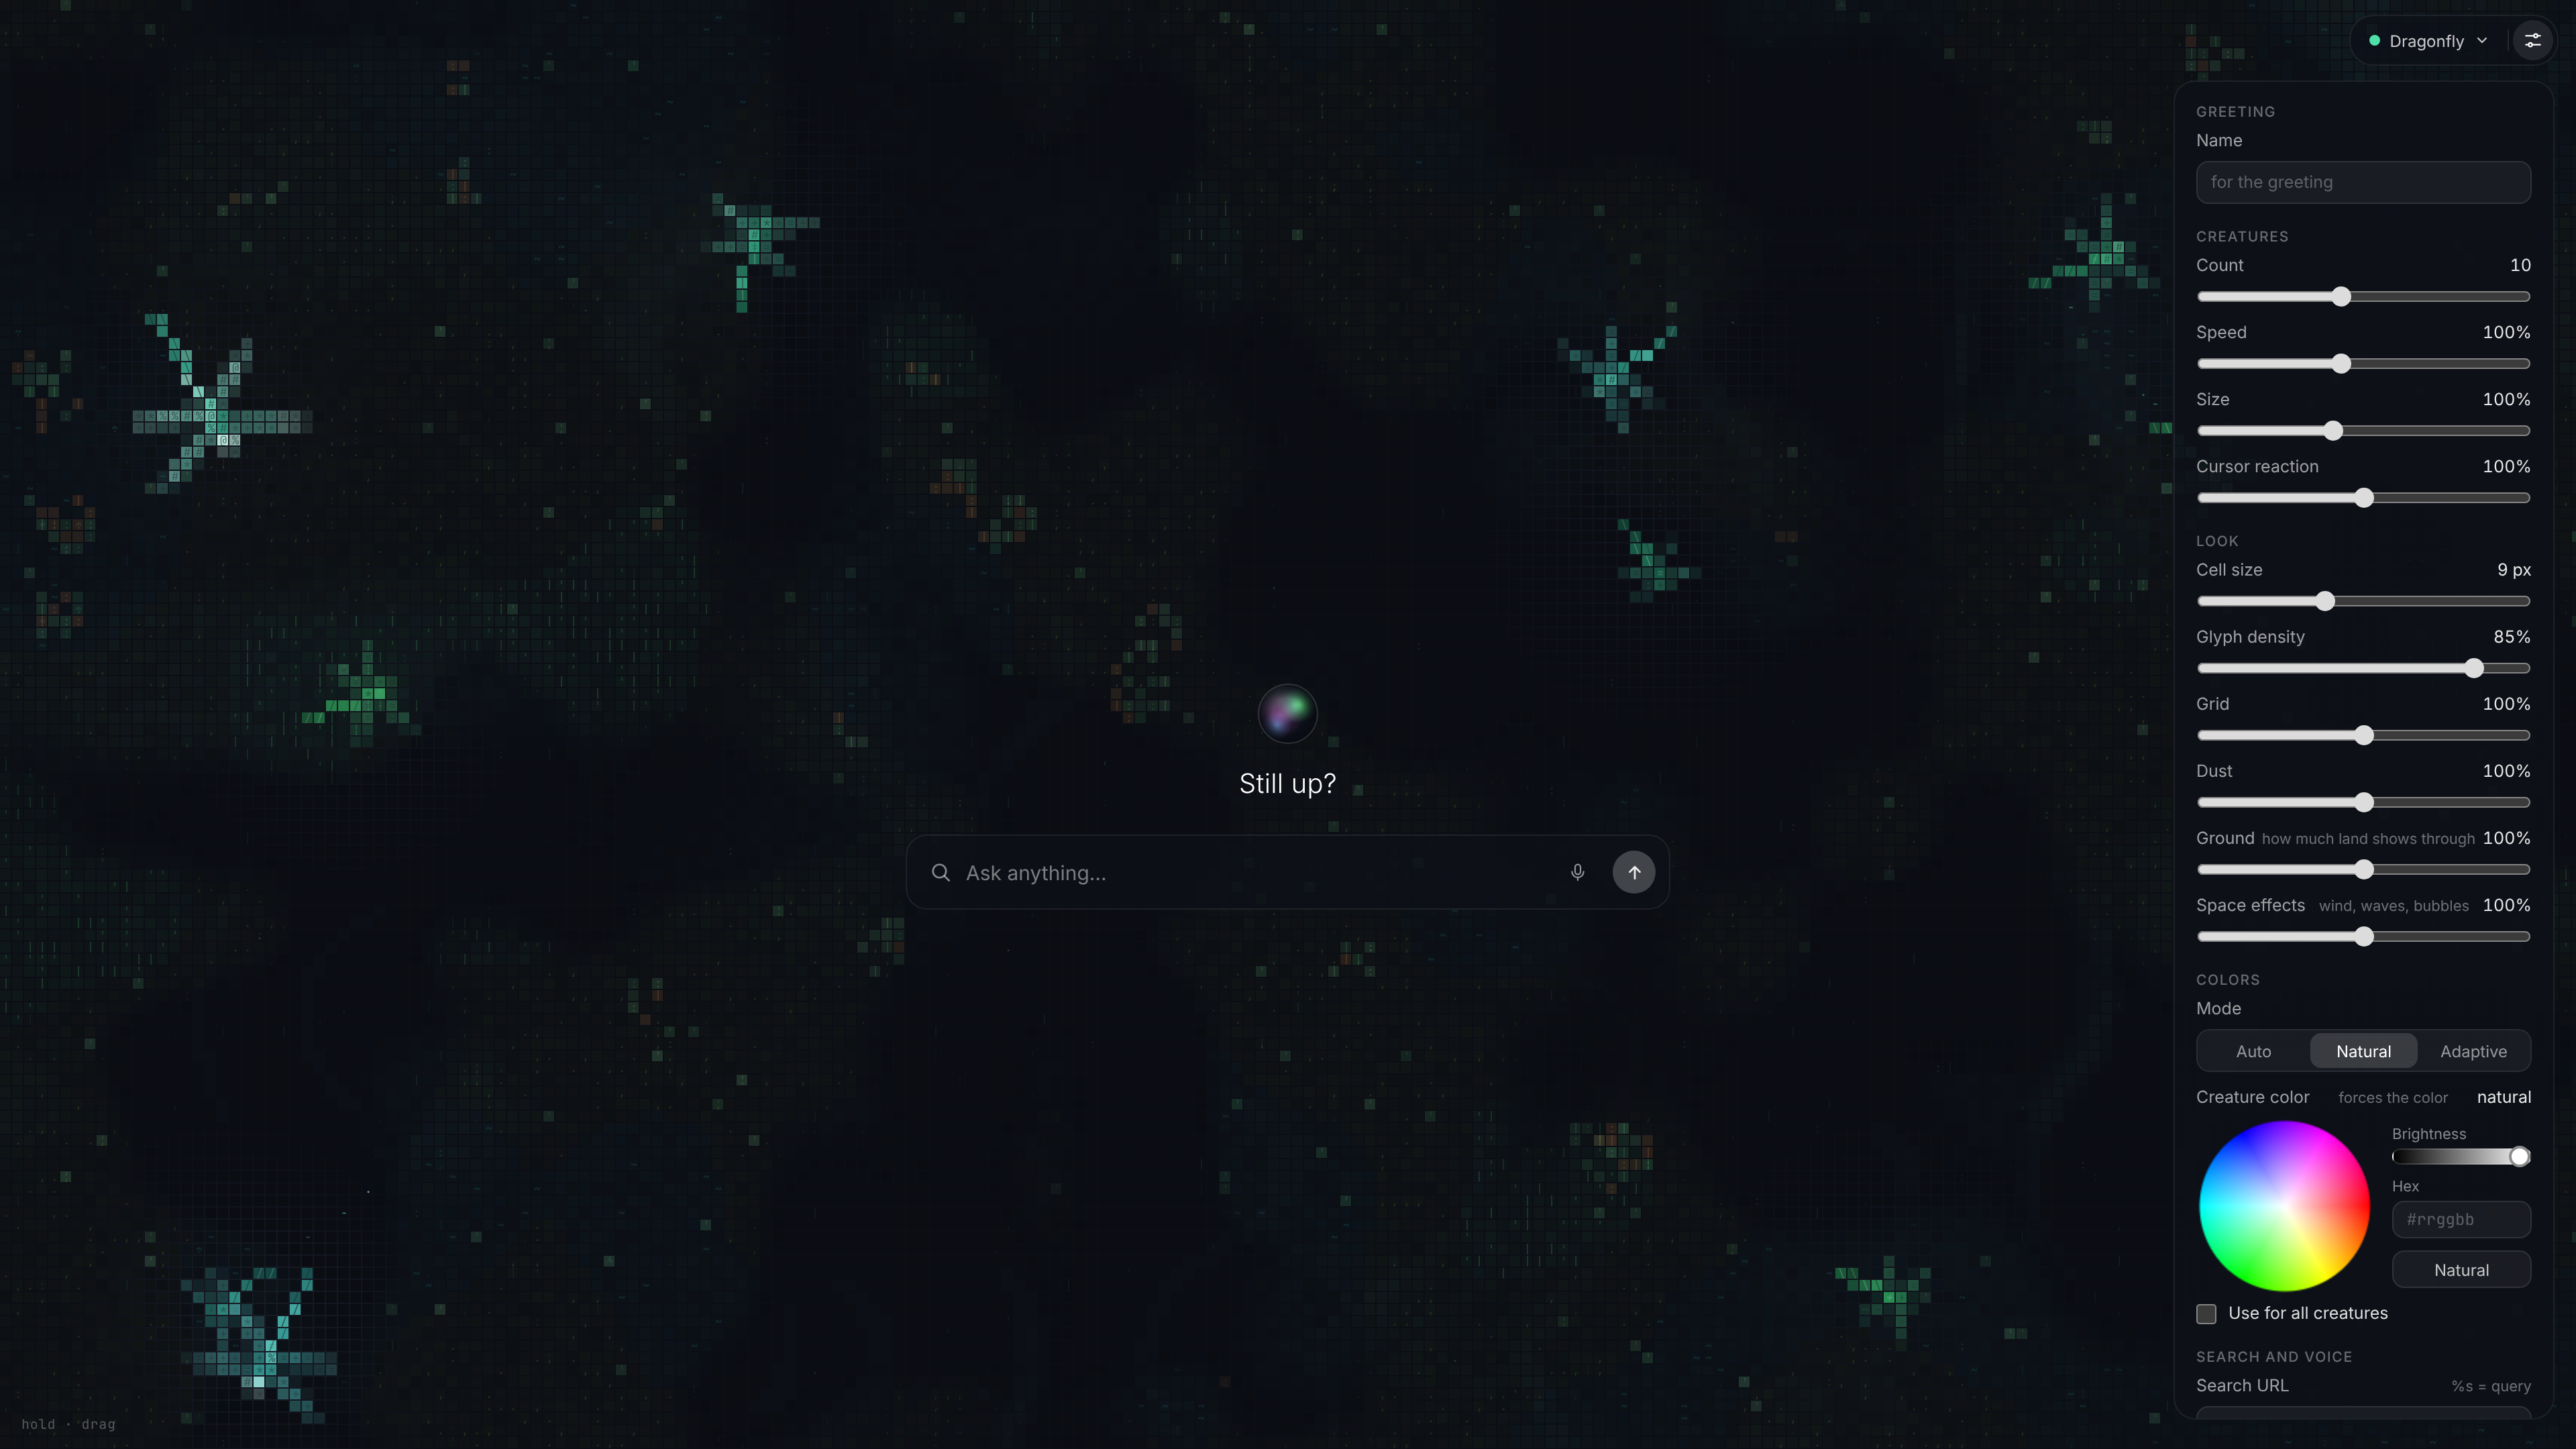 Dragonfly
GREETING
Name
for the greeting
CREATURES
Count 10
Speed 100%
Size 100%
Cursor reaction 100%
LOOK
Cell size 9 px
Glyph density 85%
Grid 100%
Dust 100%
Ground how much land shows through 100%
Space effects wind, waves, bubbles 100%
COLORS
Mode
Auto Natural Adaptive
Creature color forces the color natural
Brightness
Hex
#rrggbb
Natural
Use for all creatures
SEARCH AND VOICE
Search URL %s = query
Still up?
Ask anything...
hold · drag